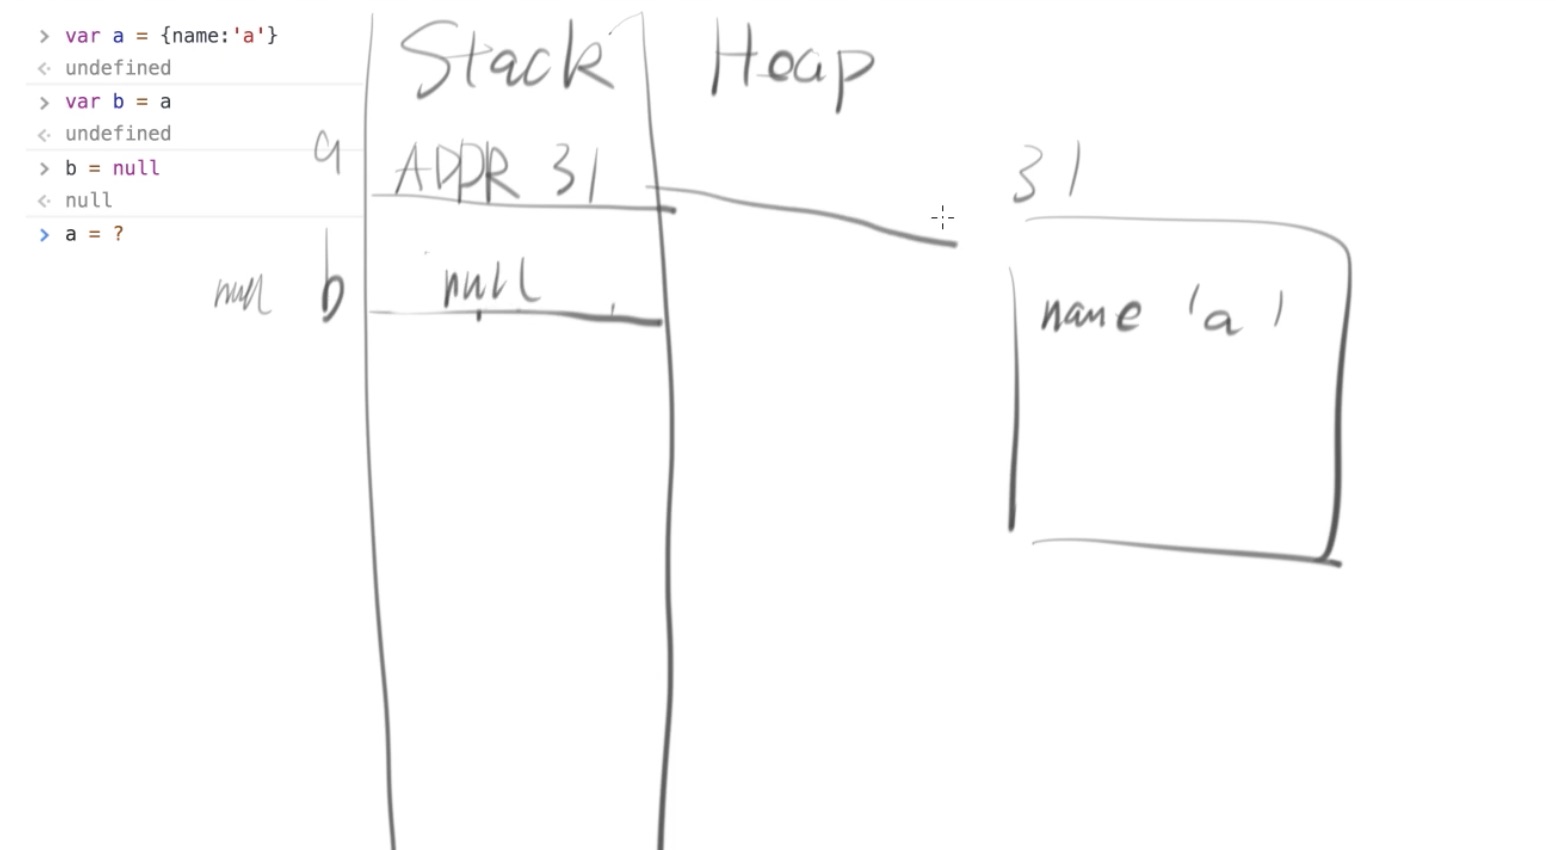 > var a = {name:'a'}
<· undefined
> var b = a
<· undefined
> b = null
<· null
> a = ?
Stack Heap
a ADDR 31
31
null b null
name 'a'